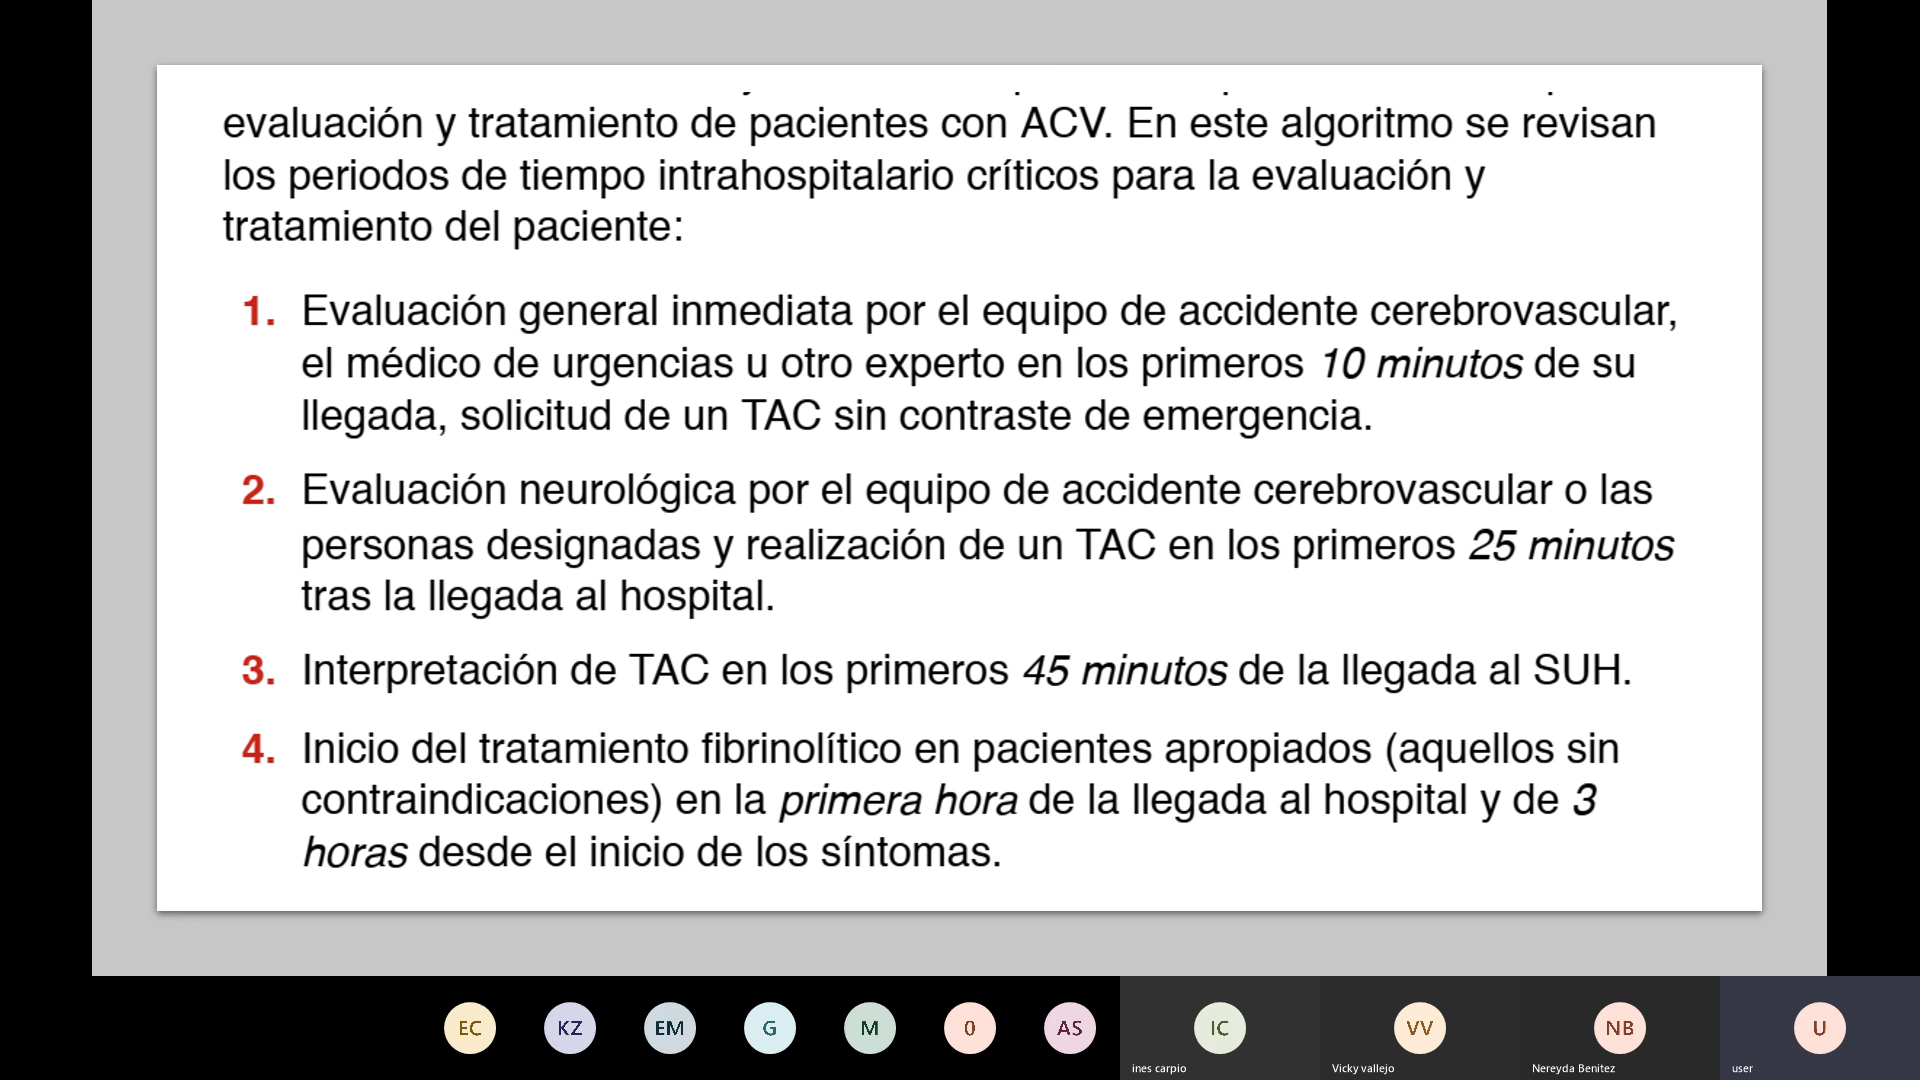 evaluación y tratamiento de pacientes con ACV. En este algoritmo se revisan
los periodos de tiempo intrahospitalario críticos para la evaluación y
tratamiento del paciente:
1. Evaluación general inmediata por el equipo de accidente cerebrovascular,
el médico de urgencias u otro experto en los primeros 10 minutos de su
llegada, solicitud de un TAC sin contraste de emergencia.
2. Evaluación neurológica por el equipo de accidente cerebrovascular o las
personas designadas y realización de un TAC en los primeros 25 minutos
tras la llegada al hospital.
3. Interpretación de TAC en los primeros 45 minutos de la llegada al SUH.
4. Inicio del tratamiento fibrinolítico en pacientes apropiados (aquellos sin
contraindicaciones) en la primera hora de la llegada al hospital y de 3
horas desde el inicio de los síntomas.
EC KZ EM G M 0 AS IC VV NB U
ines carpio Vicky vallejo Nereyda Benitez user